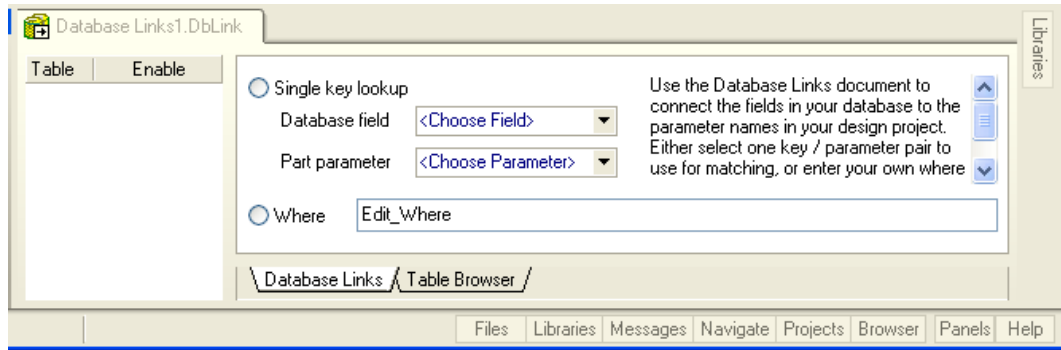 Database Links1.DbLink
Libraries
Table Enable
Single key lookup
Database field <Choose Field>
Part parameter <Choose Parameter>
Use the Database Links document to
connect the fields in your database to the
parameter names in your design project.
Either select one key / parameter pair to
use for matching, or enter your own where
Where Edit_Where
Database Links Table Browser
Files Libraries Messages Navigate Projects Browser Panels Help